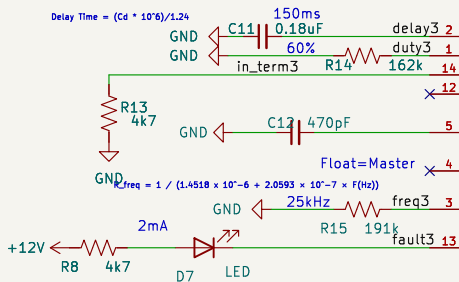 Delay Time = (Cd * 10^6)/1.24
150ms
GND C11 0.18uF delay3 2
GND 60% duty3 1
R14 162k
in_term3 14
12
R13
4k7
GND C12 470pF 5
Float=Master 4
GND
R_freq = 1 / (1.4518 x 10^-6 + 2.0593 x 10^-7 x F(Hz))
GND 25kHz freq3 3
R15 191k
2mA fault3 13
+12V
R8 4k7 D7 LED